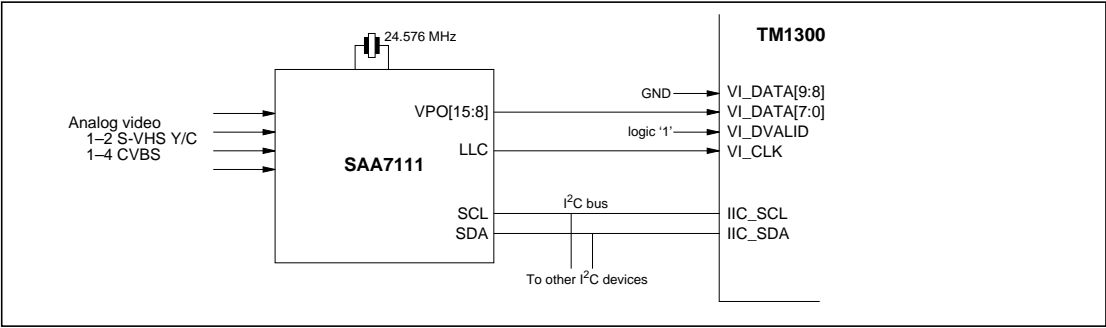 24.576 MHz
TM1300
Analog video
1–2 S-VHS Y/C
1–4 CVBS
SAA7111
VPO[15:8]
LLC
SCL
SDA
GND
logic ‘1’
VI_DATA[9:8]
VI_DATA[7:0]
VI_DVALID
VI_CLK
I²C bus
IIC_SCL
IIC_SDA
To other I²C devices